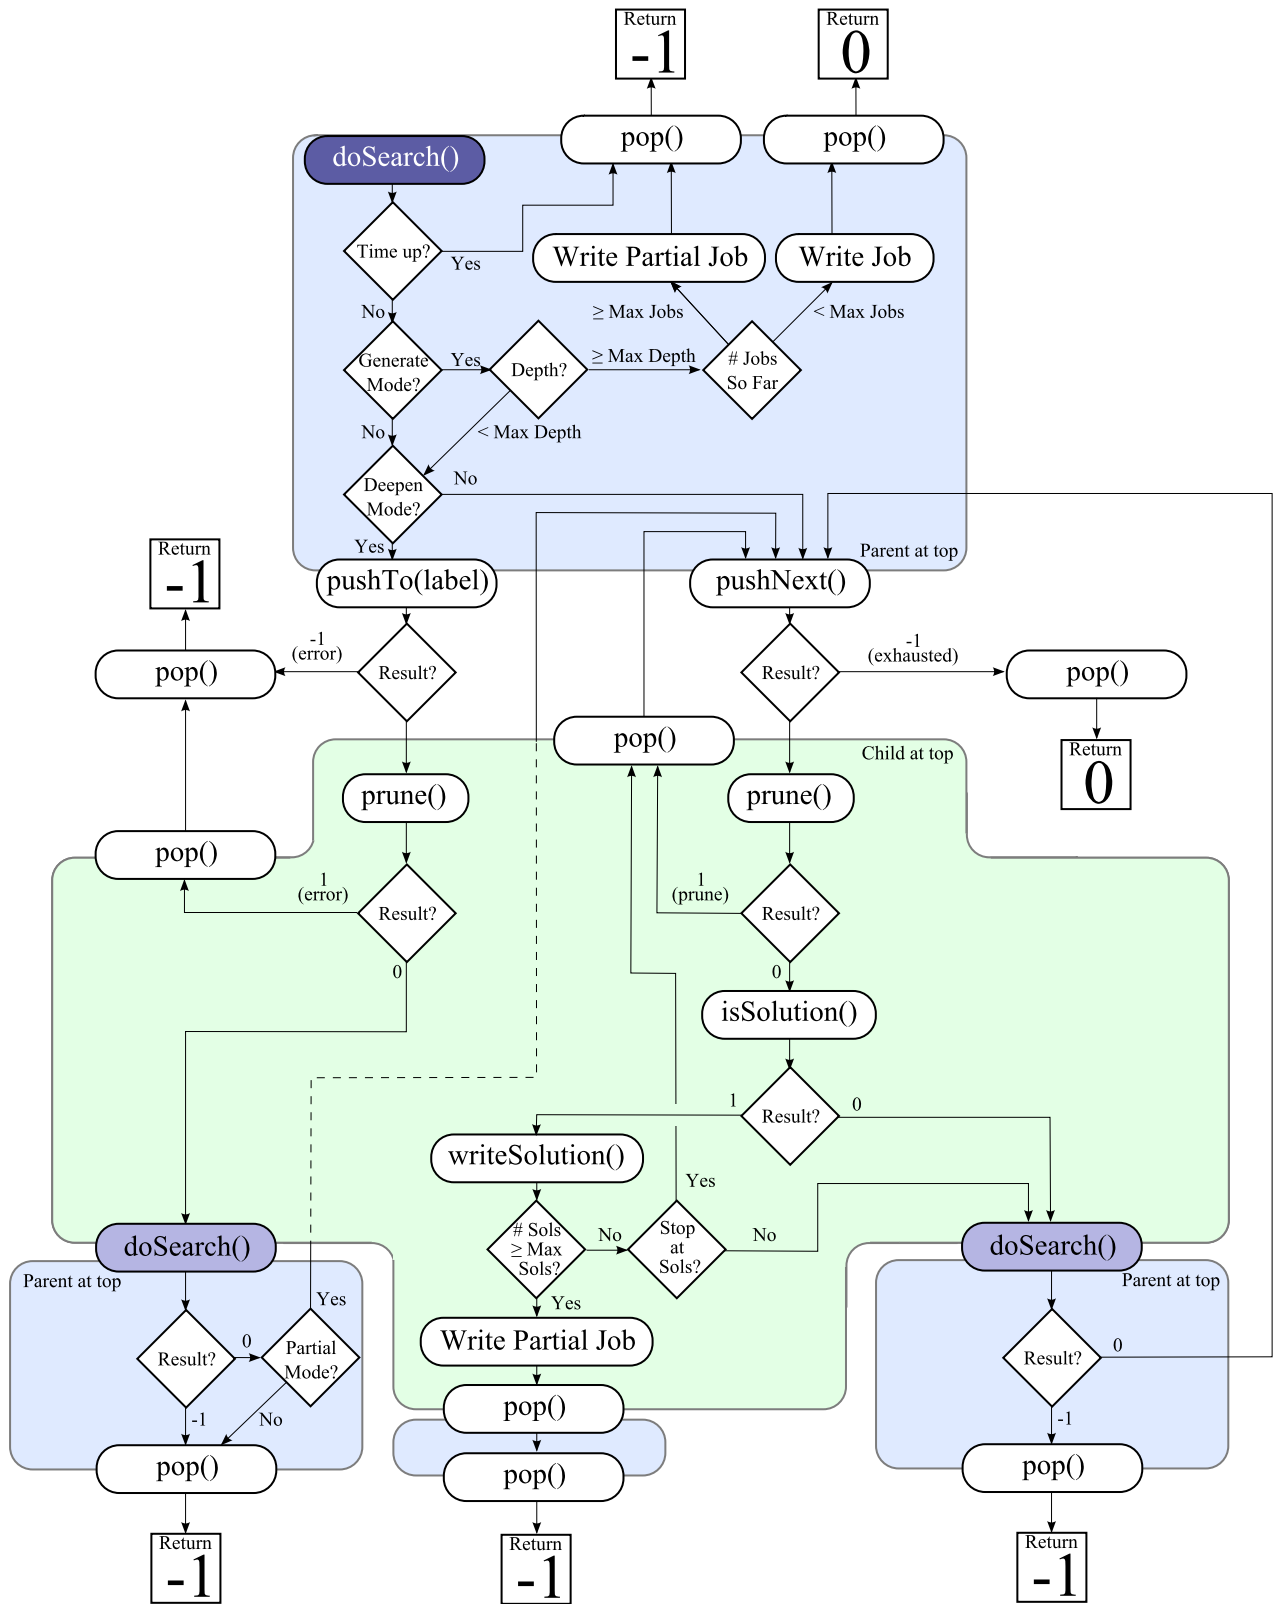 Return
-1
Return
0
pop()
pop()
doSearch()
Time up?
Yes
Write Partial Job
Write Job
No
≥ Max Jobs
< Max Jobs
Generate
Mode?
Yes
Depth?
≥ Max Depth
# Jobs
So Far
No
< Max Depth
Deepen
Mode?
No
Yes
Parent at top
pushTo(label)
pushNext()
Return
-1
-1
(error)
Result?
Result?
-1
(exhausted)
pop()
pop()
pop()
Child at top
Return
0
prune()
prune()
pop()
1
(error)
Result?
1
(prune)
Result?
0
0
isSolution()
1
Result?
0
writeSolution()
Yes
# Sols
≥ Max
Sols?
No
Stop
at
Sols?
No
doSearch()
doSearch()
Parent at top
Parent at top
Yes
Yes
Result?
0
Partial
Mode?
Write Partial Job
Result?
0
-1
No
pop()
-1
pop()
pop()
pop()
Return
-1
Return
-1
Return
-1